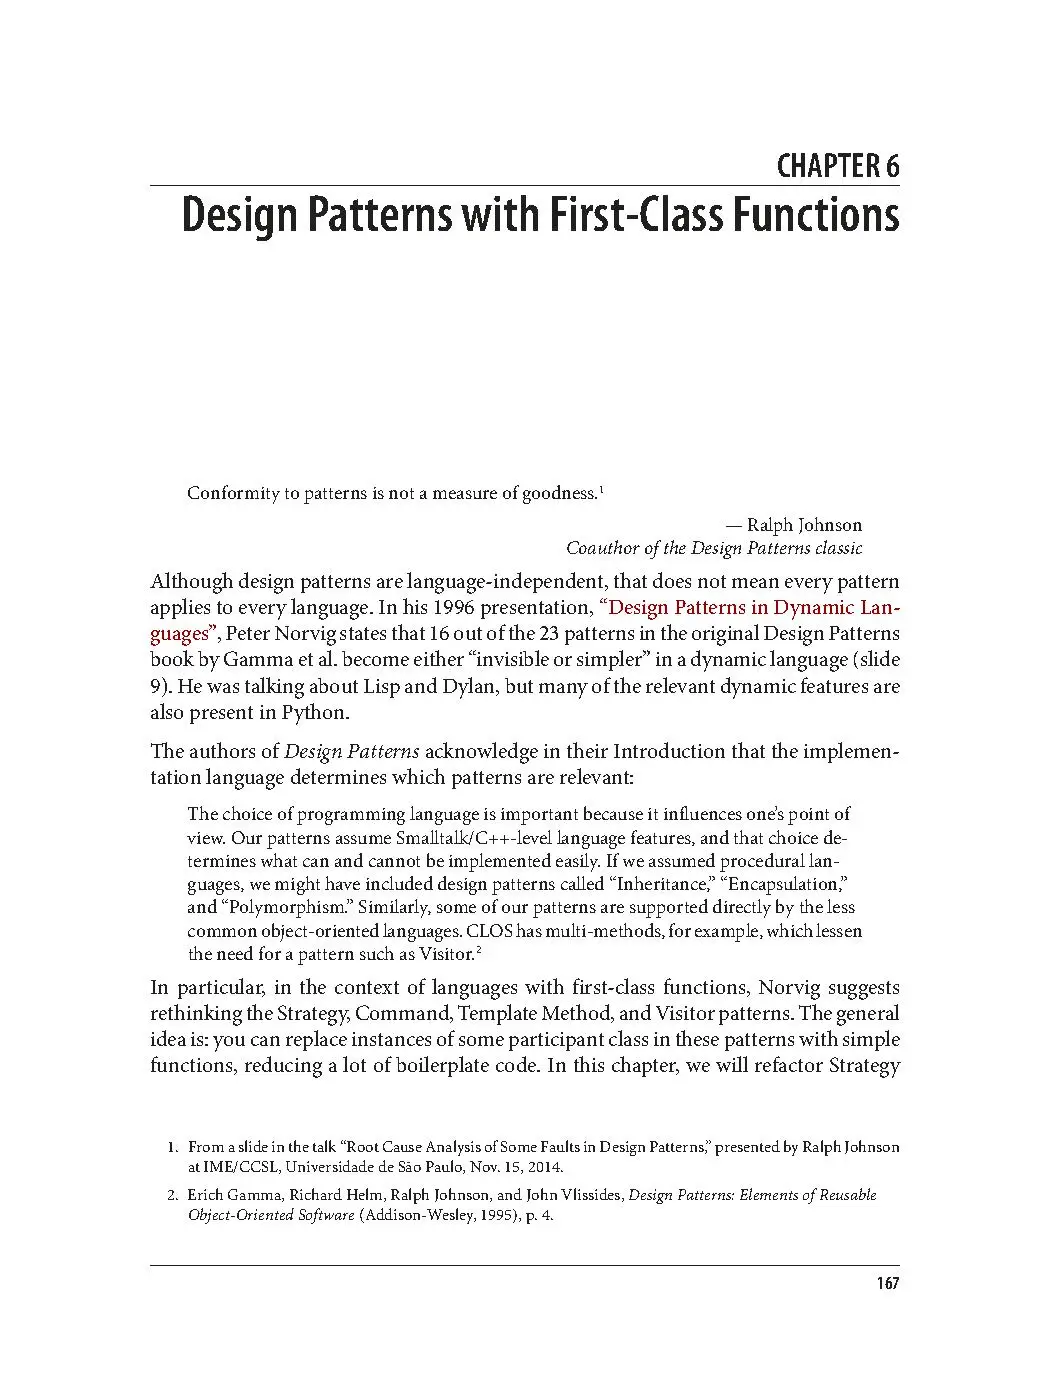 CHAPTER 6
Design Patterns with First-Class Functions
Conformity to patterns is not a measure of goodness.1
— Ralph Johnson
Coauthor of the Design Patterns classic
Although design patterns are language-independent, that does not mean every pattern
applies to every language. In his 1996 presentation, “Design Patterns in Dynamic Lan-
guages”, Peter Norvig states that 16 out of the 23 patterns in the original Design Patterns
book by Gamma et al. become either “invisible or simpler” in a dynamic language (slide
9). He was talking about Lisp and Dylan, but many of the relevant dynamic features are
also present in Python.
The authors of Design Patterns acknowledge in their Introduction that the implemen-
tation language determines which patterns are relevant:
The choice of programming language is important because it influences one’s point of
view. Our patterns assume Smalltalk/C++-level language features, and that choice de-
termines what can and cannot be implemented easily. If we assumed procedural lan-
guages, we might have included design patterns called “Inheritance,” “Encapsulation,”
and “Polymorphism.” Similarly, some of our patterns are supported directly by the less
common object-oriented languages. CLOS has multi-methods, for example, which lessen
the need for a pattern such as Visitor.2
In particular, in the context of languages with first-class functions, Norvig suggests
rethinking the Strategy, Command, Template Method, and Visitor patterns. The general
idea is: you can replace instances of some participant class in these patterns with simple
functions, reducing a lot of boilerplate code. In this chapter, we will refactor Strategy
1. From a slide in the talk “Root Cause Analysis of Some Faults in Design Patterns,” presented by Ralph Johnson
at IME/CCSL, Universidade de São Paulo, Nov. 15, 2014.
2. Erich Gamma, Richard Helm, Ralph Johnson, and John Vlissides, Design Patterns: Elements of Reusable
Object-Oriented Software (Addison-Wesley, 1995), p. 4.
167